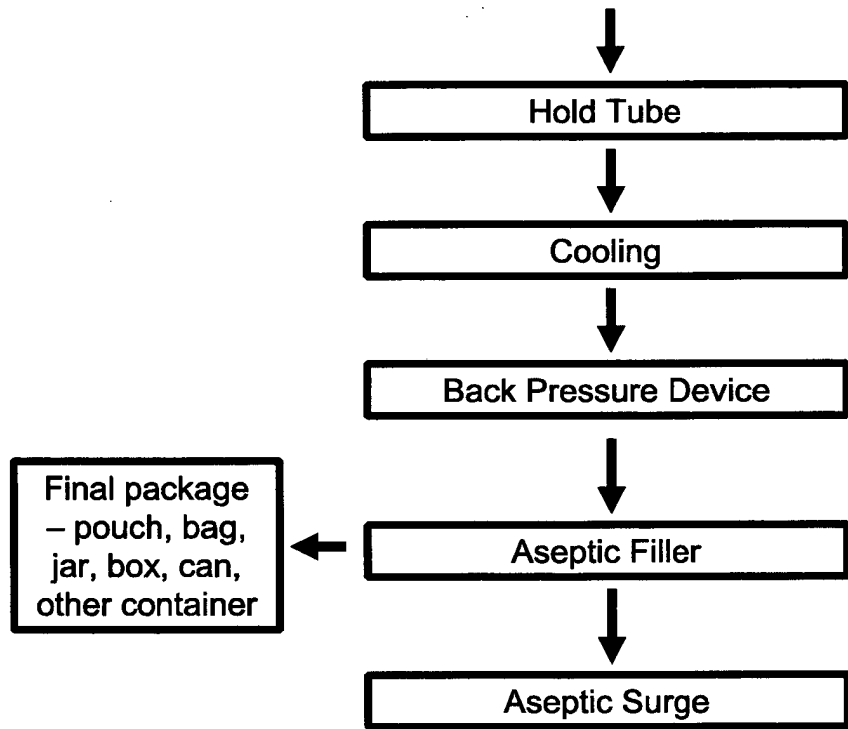 Hold Tube
Cooling
Back Pressure Device
Final package
– pouch, bag,
jar, box, can,
other container
Aseptic Filler
Aseptic Surge